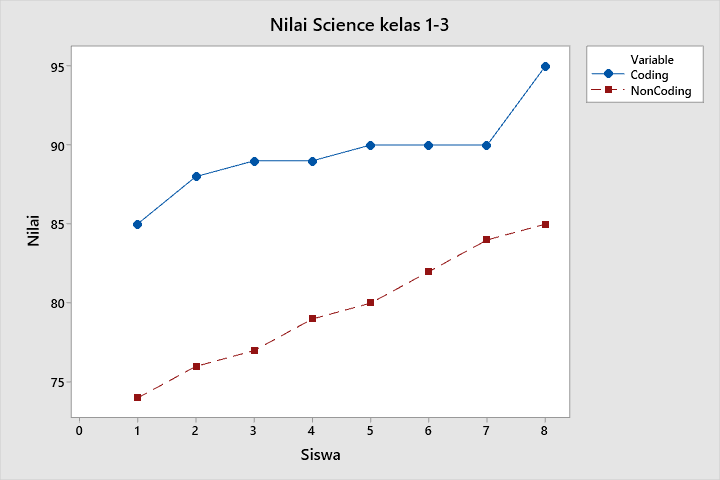 Nilai Science kelas 1-3
Variable
Coding
NonCoding
95
90
85
80
75
Nilai
0 1 2 3 4 5 6 7 8
Siswa